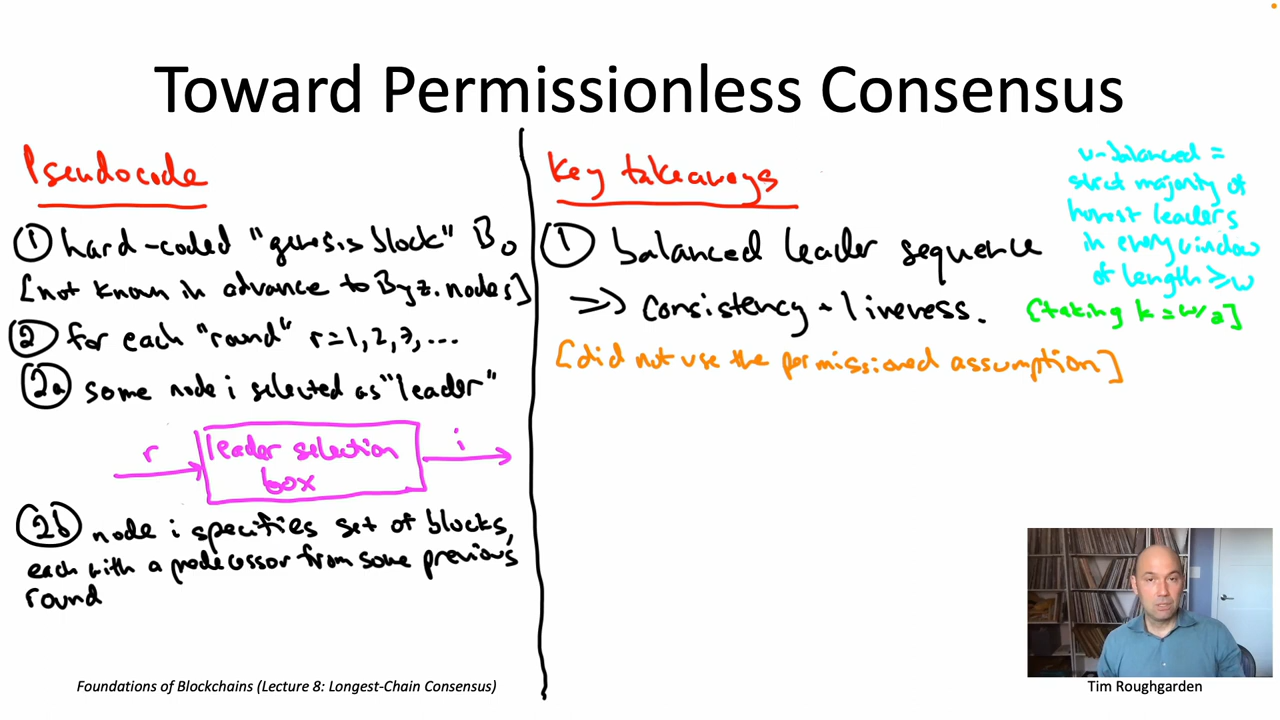 Toward Permissionless Consensus
Pseudocode
① hard-coded "genesis block" B₀
[not known in advance to Byz. nodes]
② for each "round" r=1,2,3,...
2a some node i selected as "leader"
r
leader selection
box
i
2b node i specifies set of blocks,
each with a predecessor from some previous
round
Key takeaways
① balanced leader sequence
=> consistency + liveness.
[taking k = w/2]
[did not use the permissioned assumption]
w-balanced =
strict majority of
honest leaders
in every window
of length ≥ w
Foundations of Blockchains (Lecture 8: Longest-Chain Consensus)
Tim Roughgarden